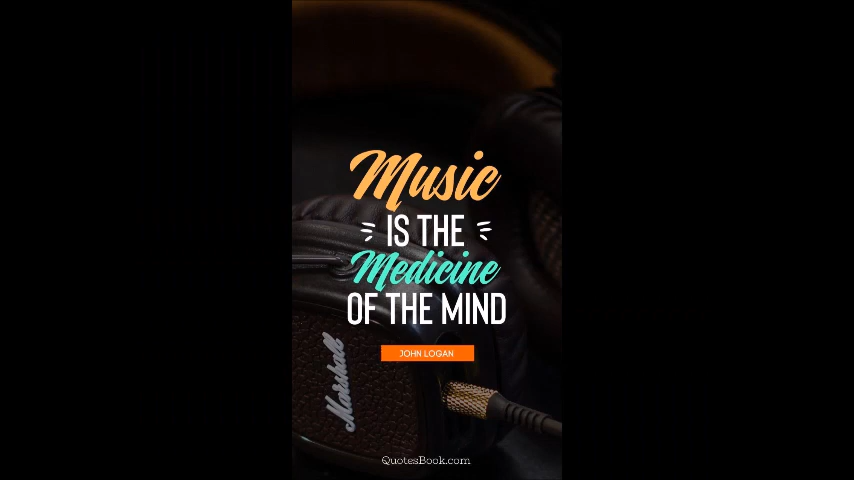 Music
IS THE
Medicine
OF THE MIND
JOHN LOGAN
Marshall
QuotesBook.com